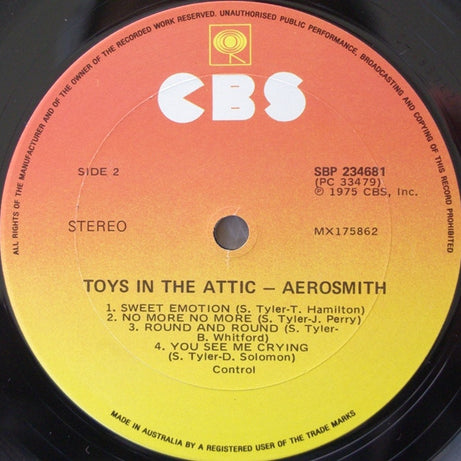 ALL RIGHTS OF THE MANUFACTURER AND OF THE OWNER OF THE RECORDED WORK RESERVED. UNAUTHORISED PUBLIC PERFORMANCE, BROADCASTING AND COPYING OF THIS RECORD PROHIBITED
CBS
SIDE 2
SBP 234681
(PC 33479)
℗ 1975 CBS, Inc.
STEREO
MX175862
TOYS IN THE ATTIC – AEROSMITH
1. SWEET EMOTION (S. Tyler-T. Hamilton)
2. NO MORE NO MORE (S. Tyler-J. Perry)
3. ROUND AND ROUND (S. Tyler-
B. Whitford)
4. YOU SEE ME CRYING
(S. Tyler-D. Solomon)
Control
MADE IN AUSTRALIA BY A REGISTERED USER OF THE TRADE MARKS